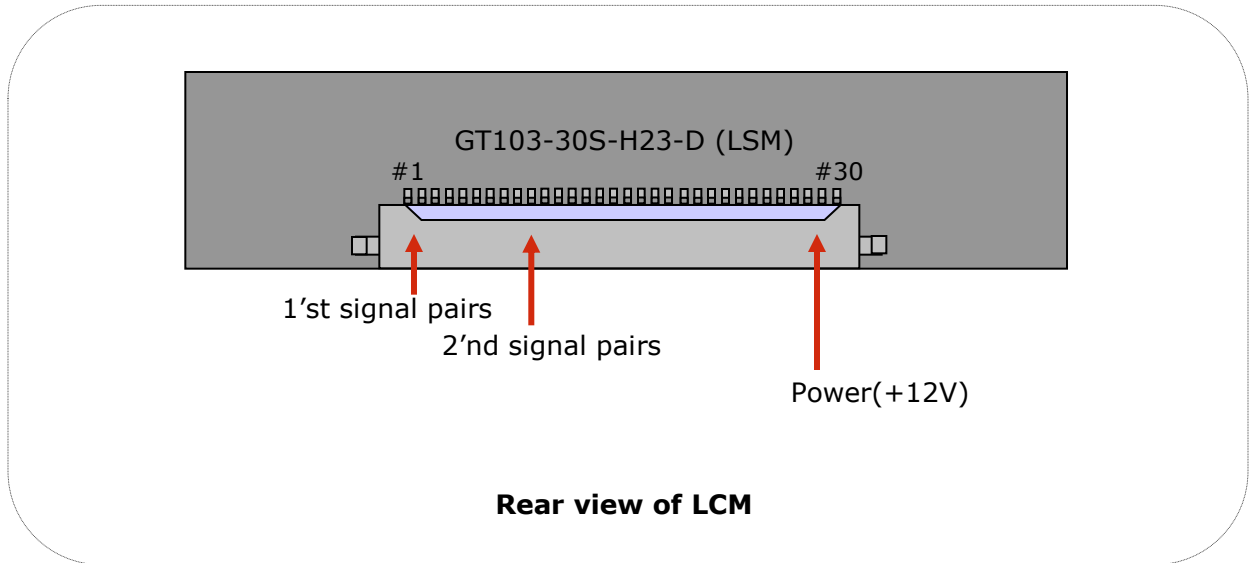 GT103-30S-H23-D (LSM)
#1 #30
1’st signal pairs
2’nd signal pairs
Power(+12V)
Rear view of LCM